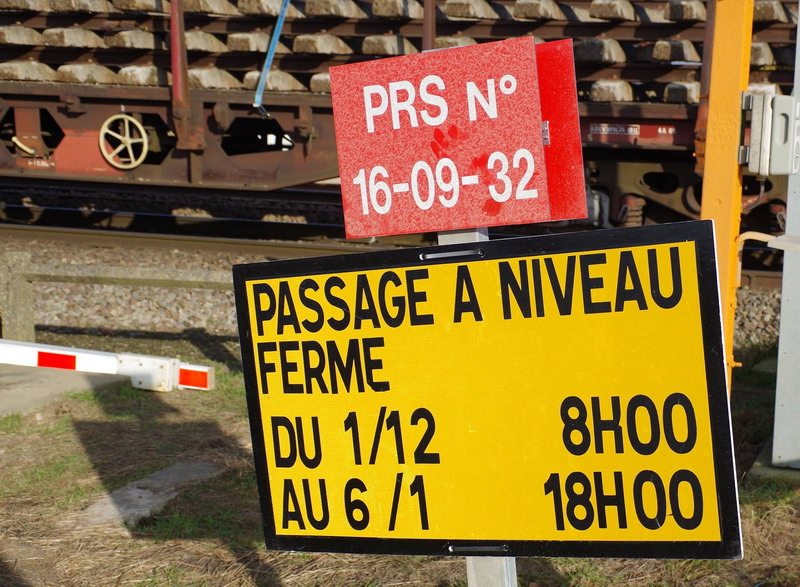 PRS N°
16-09-32
PASSAGE A NIVEAU
FERME
DU 1/12 8H00
AU 6/1 18H00